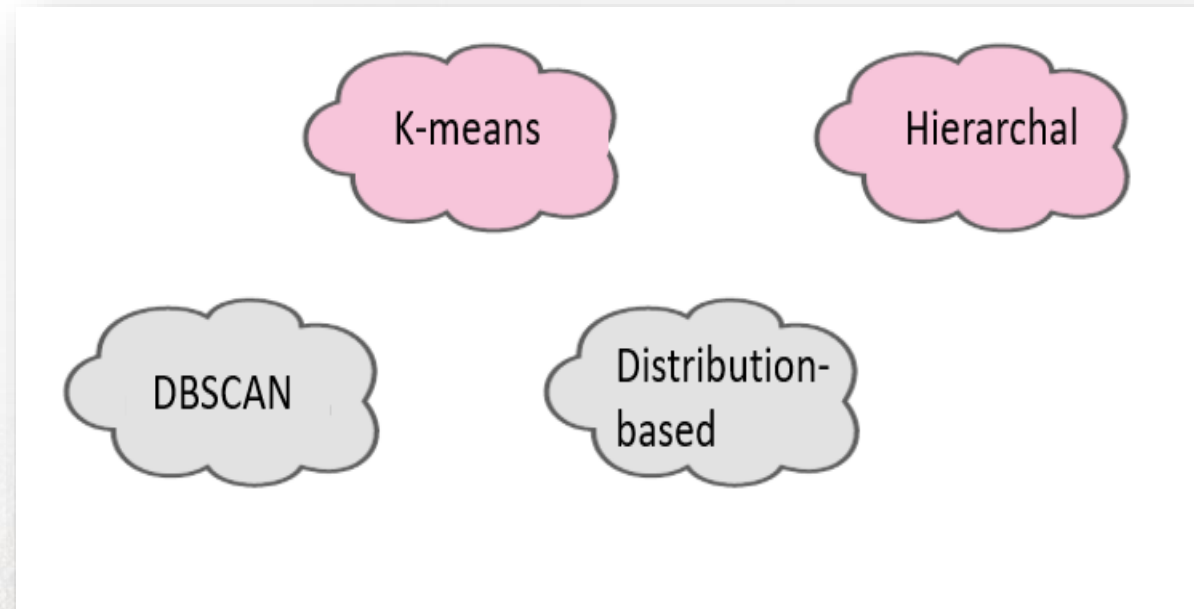 K-means
Hierarchal
DBSCAN
Distribution-
based